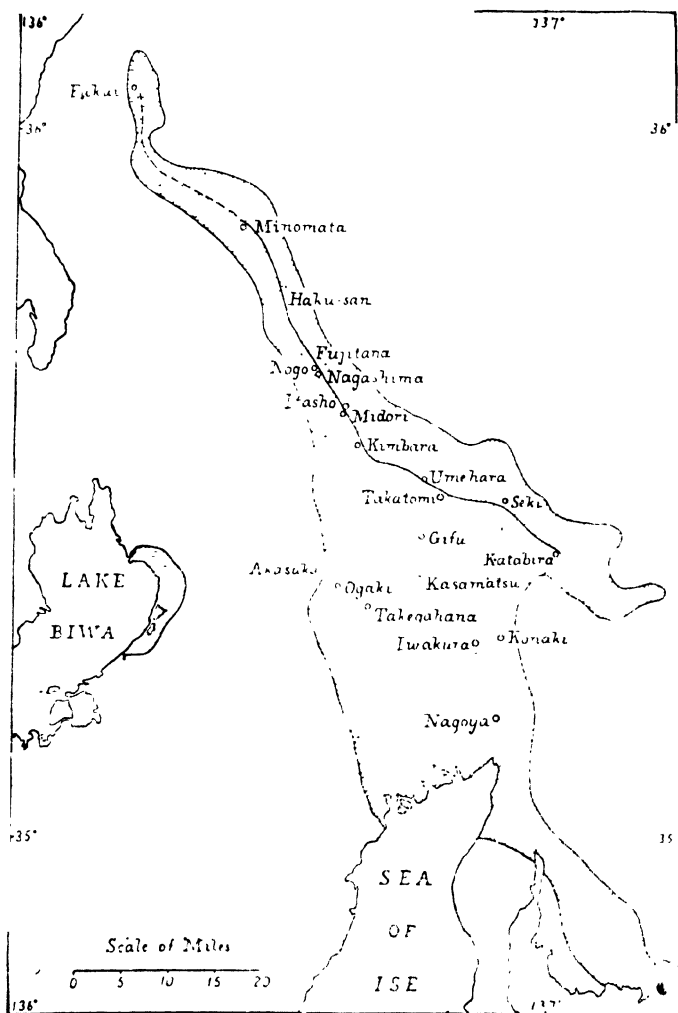 136°
137°
Fukui
36°
36°
Minomata
Haku-san
Fujitana
Nogo
Nagashima
Midori
Kimbara
Umehara
Takatomi
Seki
Gifu
Katabira
LAKE
BIWA
Akasaka
Ogaki
Kasamatsu
Takegahana
Iwakura
Konaki
Nagoya
35°
35
SEA
OF
ISE
Scale of Miles
0 5 10 15 20
136°
137°